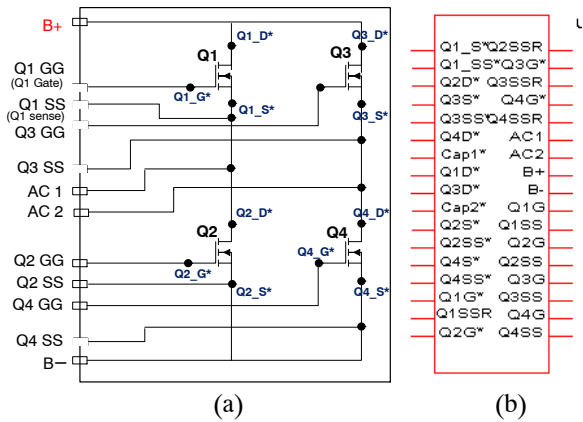 B+
Q1_D*
Q3_D*
Q1
Q3
Q1 GG
(Q1 Gate)
Q1_G*
Q1 SS
(Q1 sense)
Q1_S*
Q3_S*
Q3 GG
Q3 SS
AC 1
AC 2
Q2_D*
Q4_D*
Q2
Q4
Q4_G*
Q2 GG
Q2_G*
Q2 SS
Q2_S*
Q4_S*
Q4 GG
Q4 SS
B−
(a)
U
Q1_S*Q2SSR
Q1_SS*Q3G*
Q2D* Q3SSR
Q3S* Q4G*
Q3SS*Q4SSR
Q4D* AC1
Cap1* AC2
Q1D* B+
Q3D* B-
Cap2* Q1G
Q2S* Q1SS
Q2SS* Q2G
Q4S* Q2SS
Q4SS* Q3G
Q1G* Q3SS
Q1SSR Q4G
Q2G* Q4SS
(b)